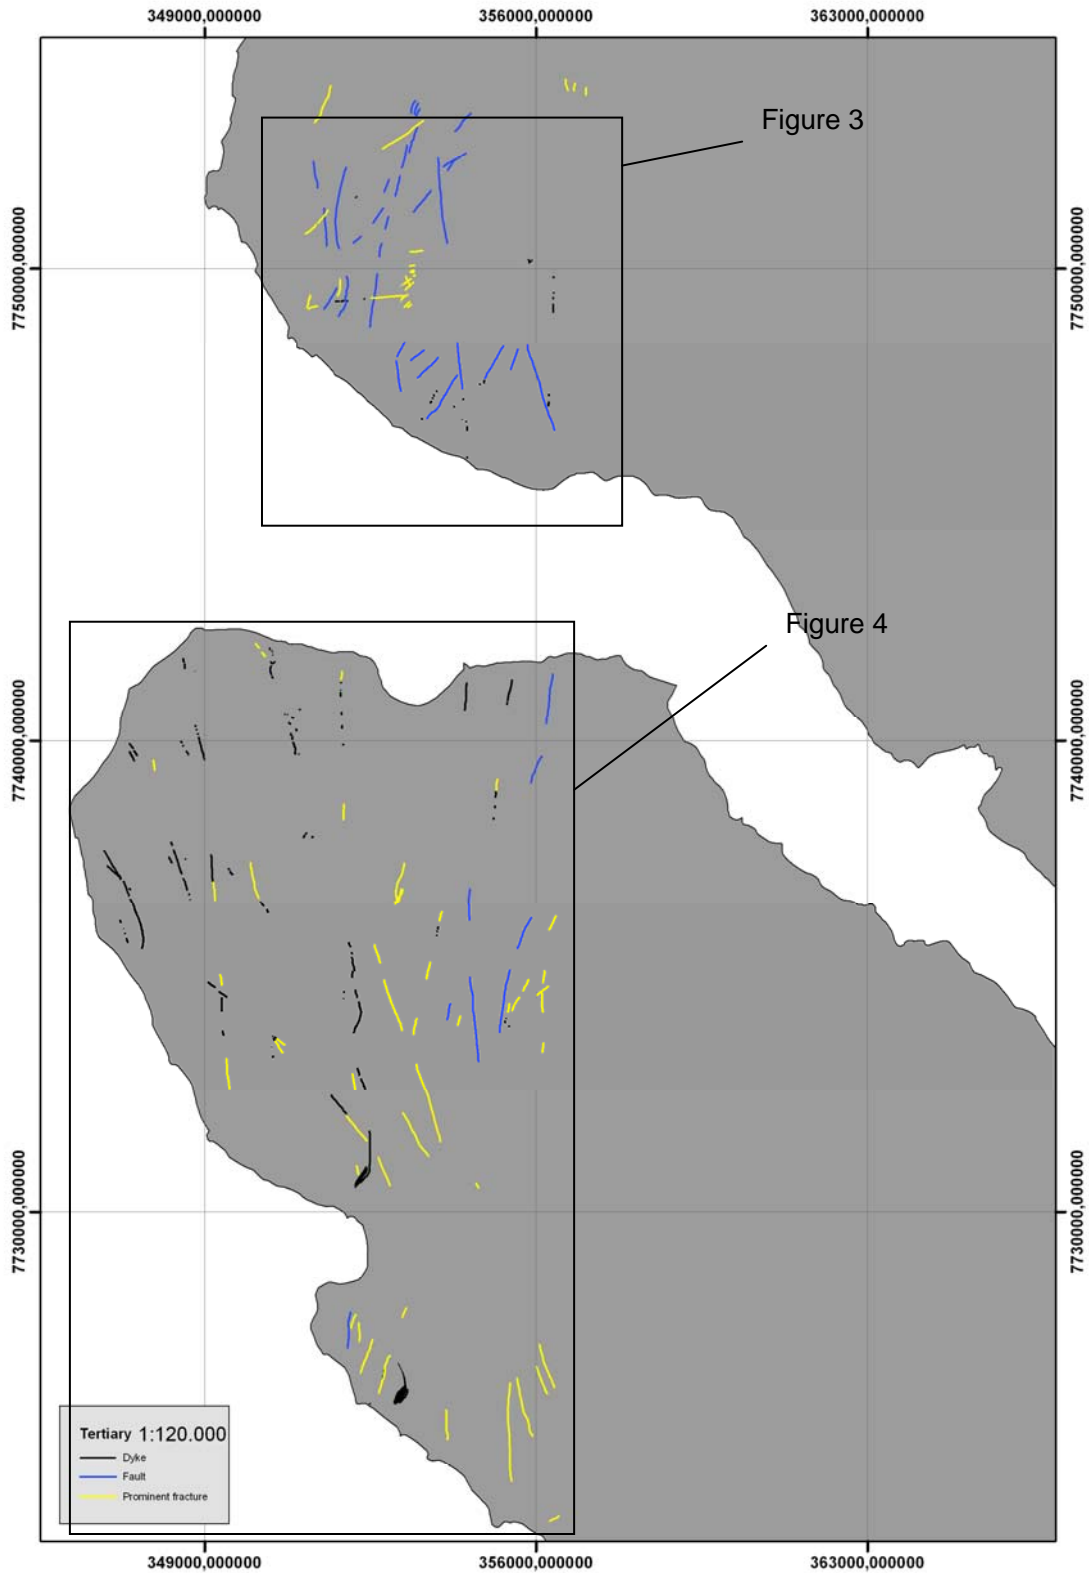 349000,000000 356000,000000 363000,000000
Figure 3
7750000,000000 7750000,000000
Figure 4
7740000,000000 7740000,000000
7730000,000000 7730000,000000
Tertiary 1:120.000
Dyke
Fault
Prominent fracture
349000,000000 356000,000000 363000,000000